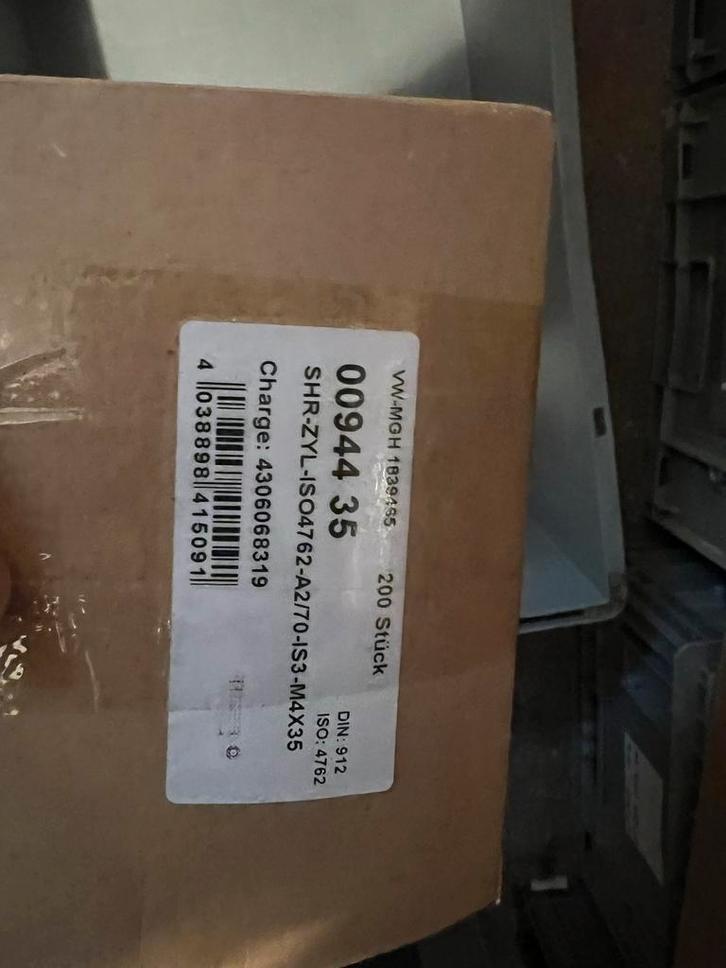 VW-MGH 1839465 200 Stück
00944 35 DIN: 912
ISO: 4762
SHR-ZYL-ISO4762-A2/70-IS3-M4X35
Charge: 4306068319
4 038898 415091